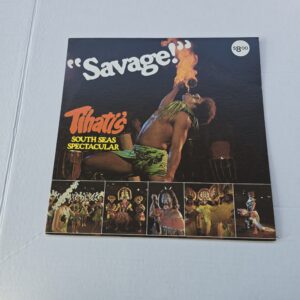 "Savage!"
$8.00
Tihati's
SOUTH SEAS
SPECTACULAR